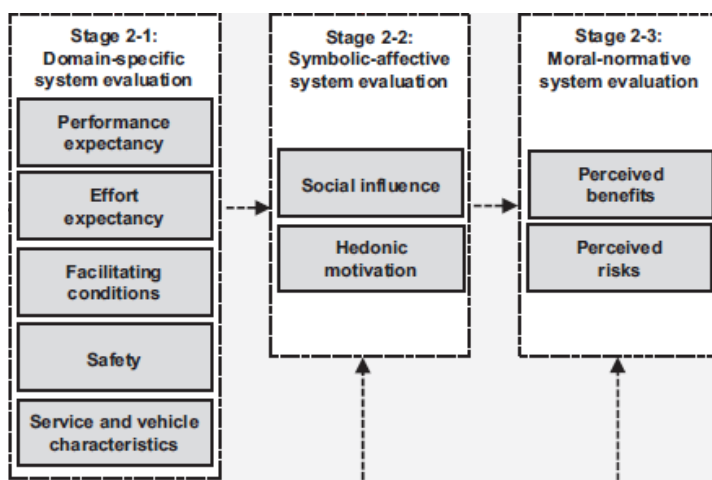 Stage 2-1:
Domain-specific
system evaluation
Performance
expectancy
Effort
expectancy
Facilitating
conditions
Safety
Service and vehicle
characteristics
Stage 2-2:
Symbolic-affective
system evaluation
Social influence
Hedonic
motivation
Stage 2-3:
Moral-normative
system evaluation
Perceived
benefits
Perceived
risks